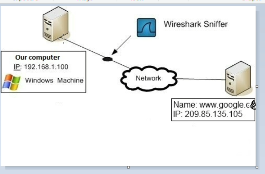 Wireshark Sniffer
Our computer
IP: 192.168.1.100
Windows Machine
Network
Name: www.google.ca
IP: 209.85.135.105